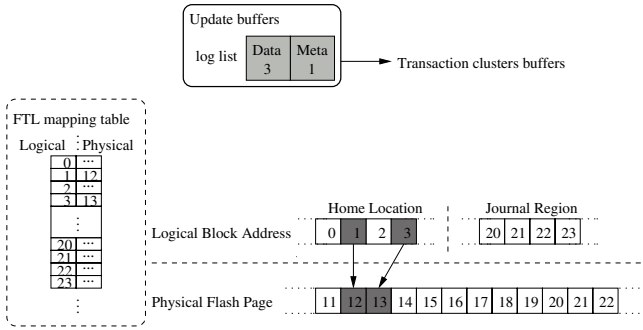 Update buffers
log list
Data Meta
3 1
Transaction clusters buffers
FTL mapping table
Logical Physical
0 ...
1 12
2 ...
3 13
20 ...
21 ...
22 ...
23 ...
Home Location
Journal Region
Logical Block Address
0 1 2 3
20 21 22 23
Physical Flash Page
11 12 13 14 15 16 17 18 19 20 21 22